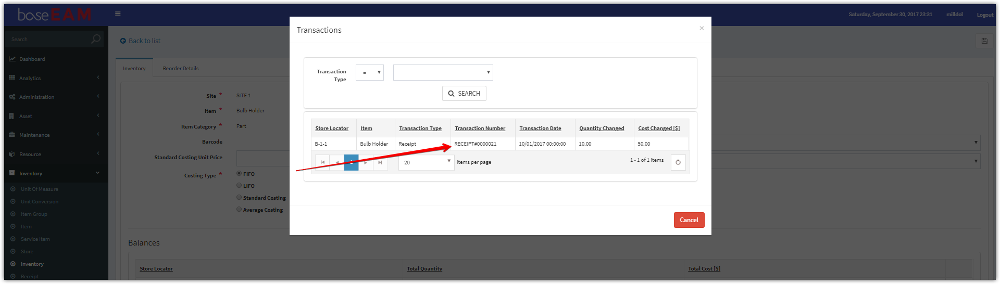 baseEAM
Saturday, September 30, 2017 23:31 milldol Logout
Search
Dashboard
Analytics
Administration
Asset
Maintenance
Resource
Inventory
Unit Of Measure
Unit Conversion
Item Group
Item
Service Item
Store
Inventory
Receipt
Back to list
Inventory Reorder Details
Site * SITE 1
Item * Bulb Holder
Item Category * Part
Barcode
Standard Costing Unit Price
Costing Type * FIFO
LIFO
Standard Costing
Average Costing
Balances
Store Locator Total Quantity Total Cost [$]
Transactions ×
Transaction
Type
=
SEARCH
Store Locator Item Transaction Type Transaction Number Transaction Date Quantity Changed Cost Changed [$]
B-1-1 Bulb Holder Receipt RECEIPT#0000021 10/01/2017 00:00:00 10.00 50.00
20 items per page 1 - 1 of 1 items
Cancel